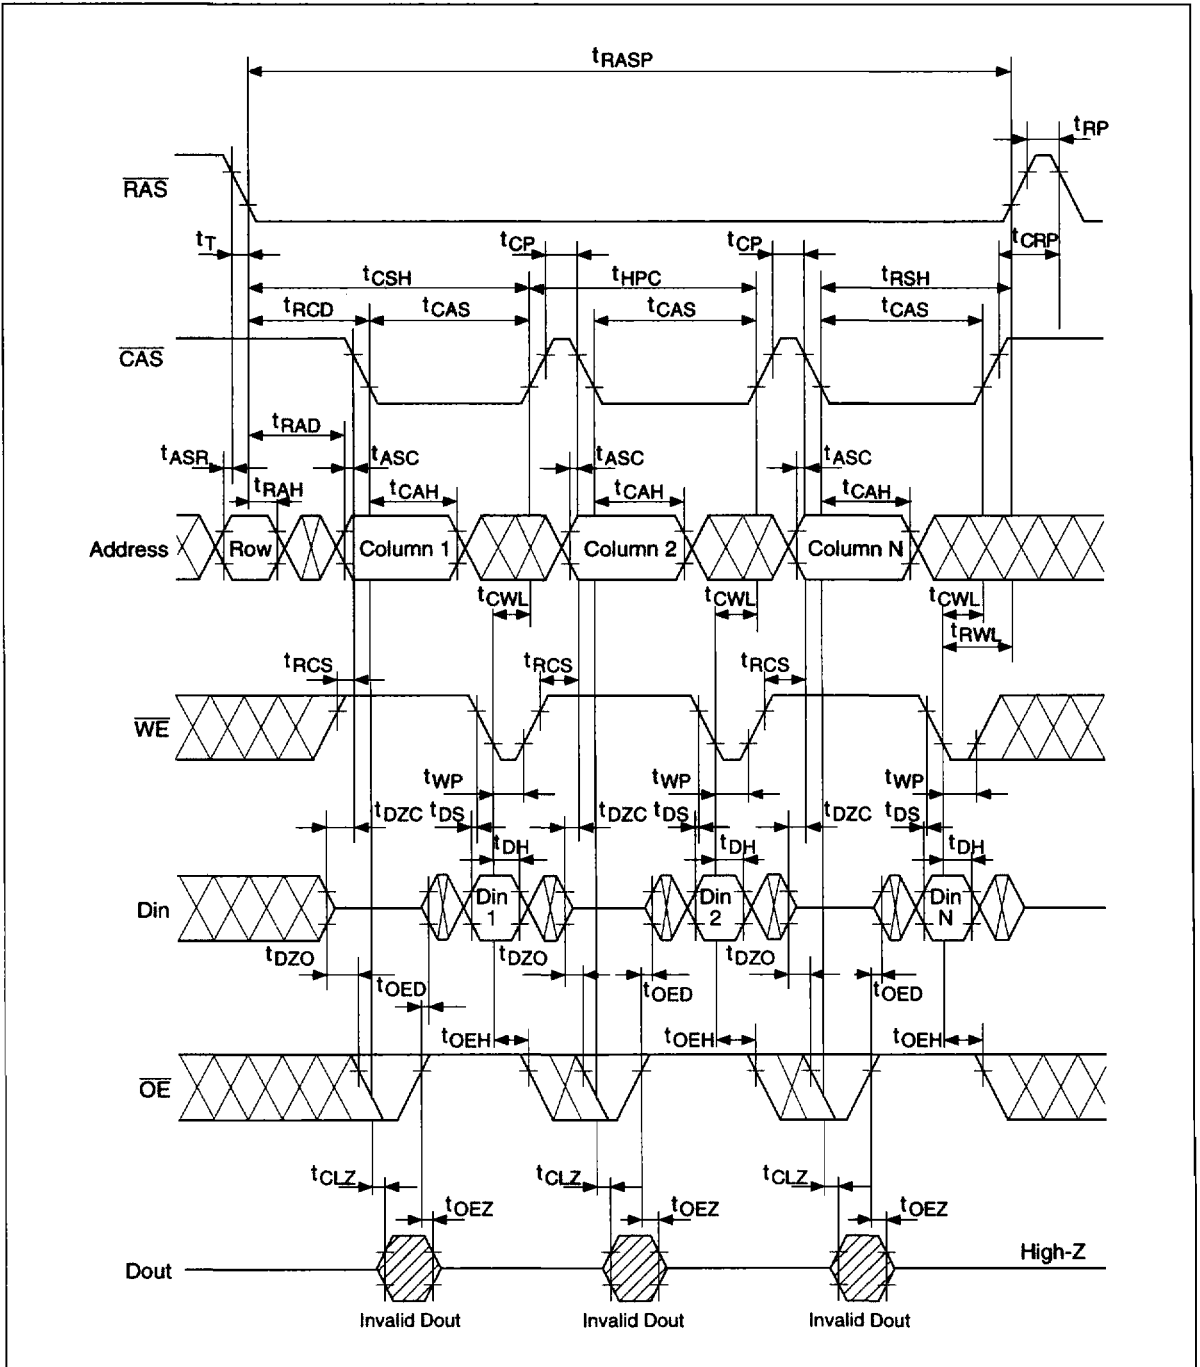 tRASP
tRP
RAS
tT tCP tCP tCRP
tCSH tHPC tRSH
tRCD tCAS tCAS tCAS
CAS
tRAD
tASR tASC tASC tASC
tRAH tCAH tCAH tCAH
Address Row Column 1 Column 2 Column N
tCWL tCWL tCWL
tRWL
tRCS tRCS tRCS
WE
tWP tWP tWP
tDZC tDS tDZC tDS tDZC tDS
tDH tDH tDH
Din Din 1 Din 2 Din N
tDZO tDZO tDZO
tOED tOED tOED
tOEH tOEH tOEH
OE
tCLZ tCLZ tCLZ
tOEZ tOEZ tOEZ
High-Z
Dout
Invalid Dout Invalid Dout Invalid Dout